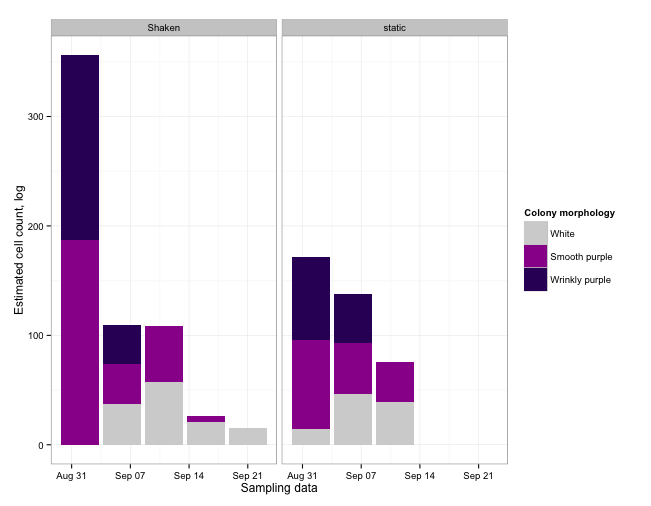 Shaken
static
Estimated cell count, log
300
200
100
0
Aug 31 Sep 07 Sep 14 Sep 21
Aug 31 Sep 07 Sep 14 Sep 21
Sampling data
Colony morphology
White
Smooth purple
Wrinkly purple